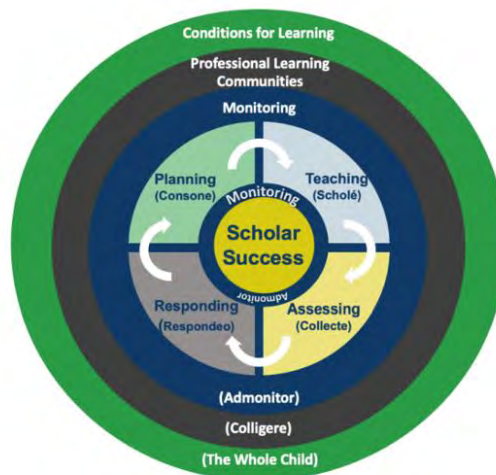 Conditions for Learning
Professional Learning
Communities
Monitoring
Planning
(Consone)
Teaching
(Scholé)
Monitoring
Scholar
Success
Admonitor
Responding
(Respondeo)
Assessing
(Collecte)
(Admonitor)
(Colligere)
(The Whole Child)